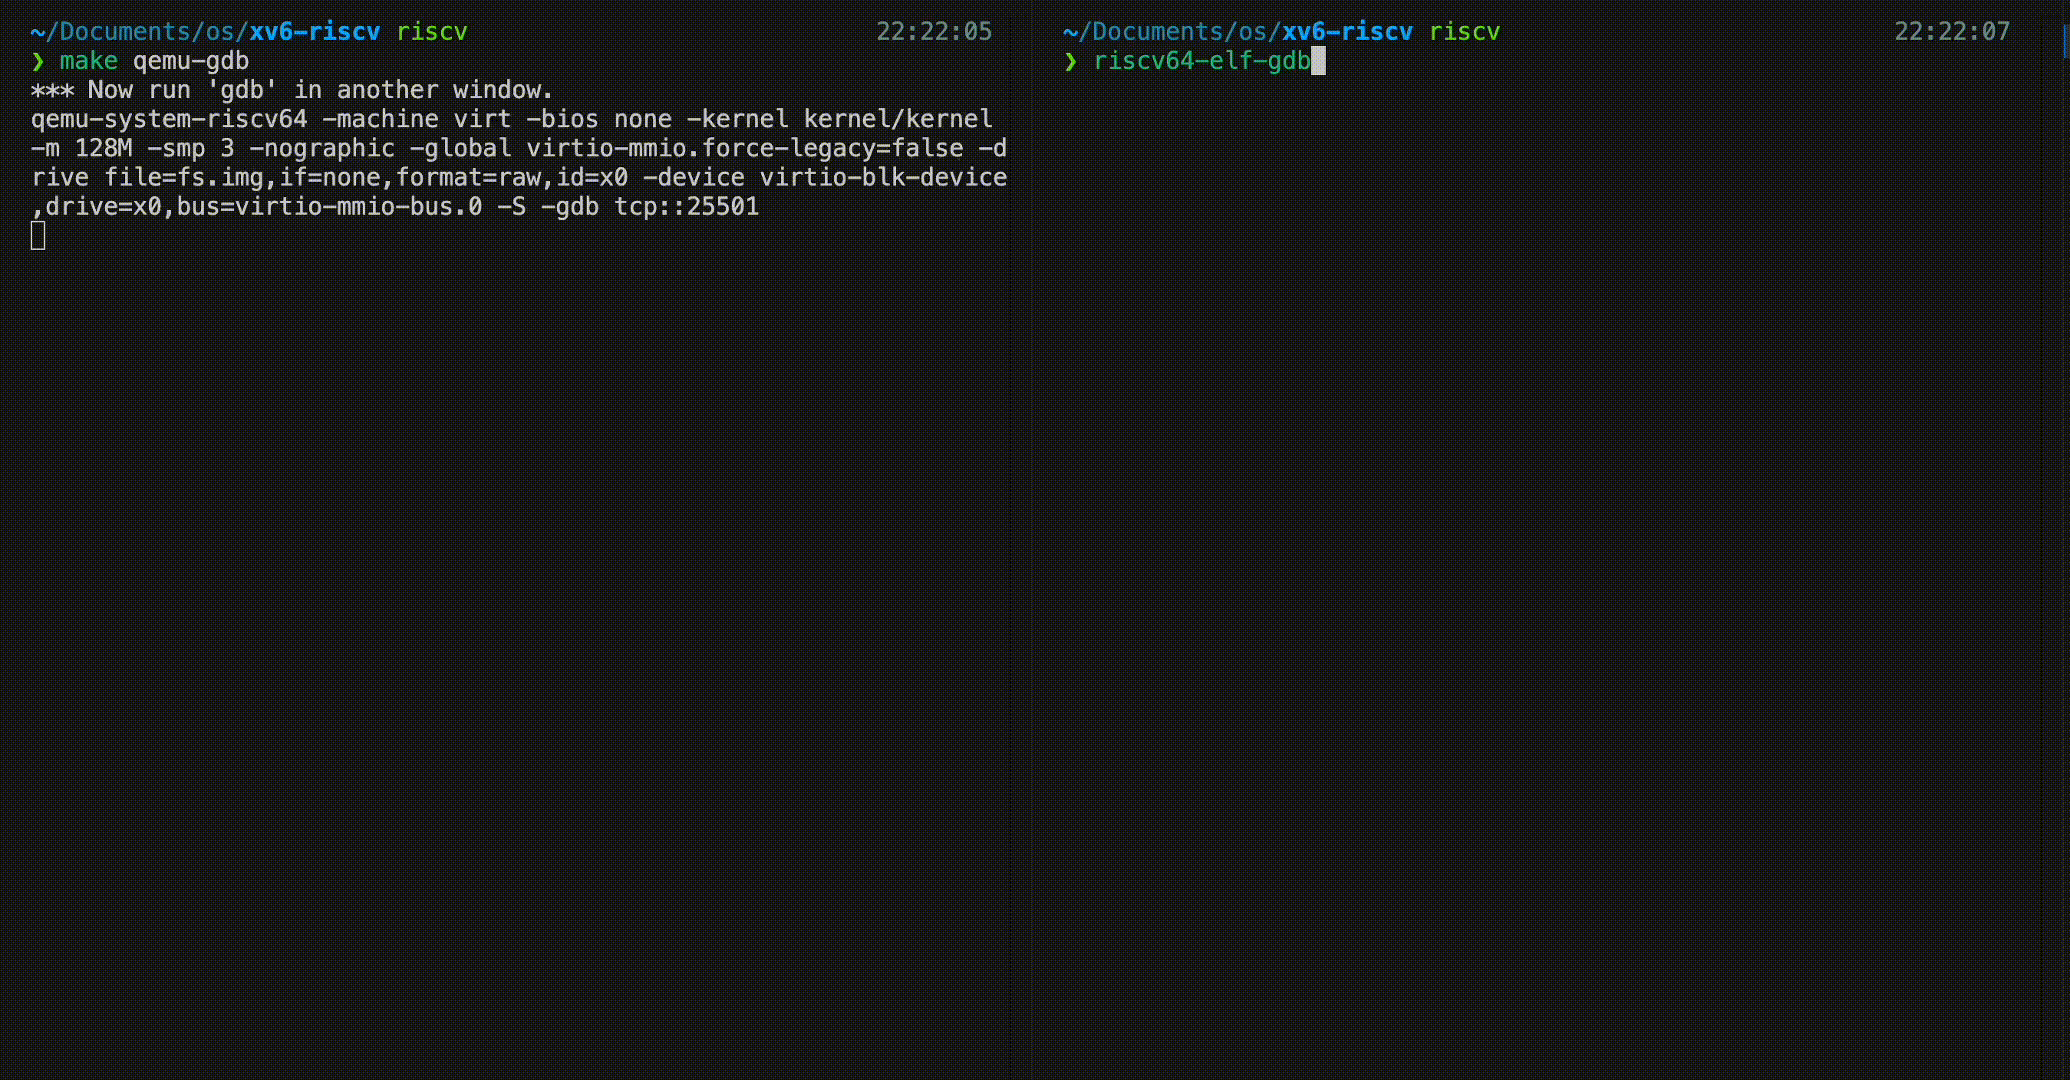 ~/Documents/os/xv6-riscv riscv 22:22:05
❯ make qemu-gdb
*** Now run 'gdb' in another window.
qemu-system-riscv64 -machine virt -bios none -kernel kernel/kernel
-m 128M -smp 3 -nographic -global virtio-mmio.force-legacy=false -d
rive file=fs.img,if=none,format=raw,id=x0 -device virtio-blk-device
,drive=x0,bus=virtio-mmio-bus.0 -S -gdb tcp::25501
~/Documents/os/xv6-riscv riscv 22:22:07
❯ riscv64-elf-gdb